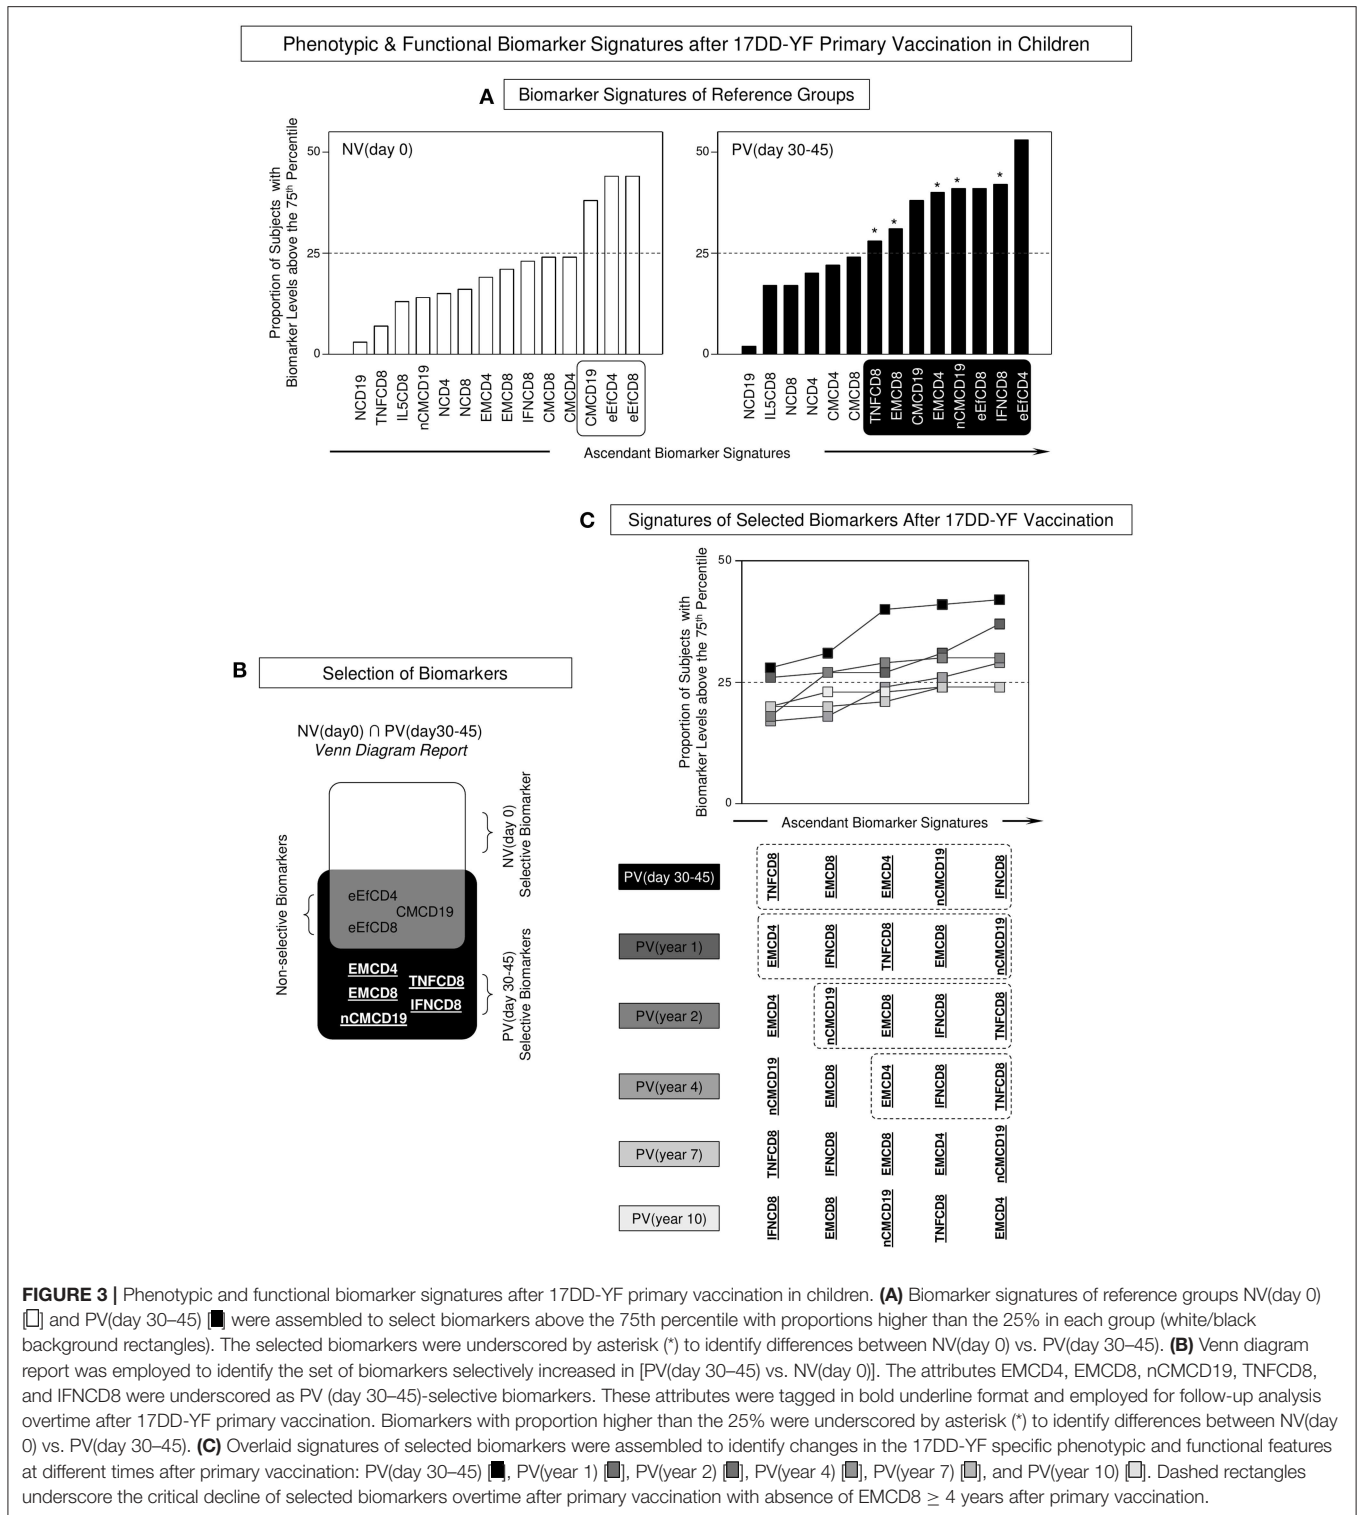 Phenotypic & Functional Biomarker Signatures after 17DD-YF Primary Vaccination in Children
A Biomarker Signatures of Reference Groups
Proportion of Subjects with
Biomarker Levels above the 75th Percentile
NV(day 0)
50
25
0
NCD19
TNFCD8
IL5CD8
nCMCD19
NCD4
NCD8
EMCD4
EMCD8
IFNCD8
CMCD8
CMCD4
CMCD19
eEfCD4
eEfCD8
PV(day 30-45)
50
25
0
* * * * *
NCD19
IL5CD8
NCD8
NCD4
CMCD4
CMCD8
TNFCD8
EMCD8
CMCD19
EMCD4
nCMCD19
eEfCD8
IFNCD8
eEfCD4
Ascendant Biomarker Signatures
C Signatures of Selected Biomarkers After 17DD-YF Vaccination
Proportion of Subjects with
Biomarker Levels above the 75th Percentile
50
25
0
Ascendant Biomarker Signatures
B Selection of Biomarkers
NV(day0) ∩ PV(day30-45)
Venn Diagram Report
NV(day 0)
Selective Biomarker
Non-selective Biomarkers
eEfCD4
CMCD19
eEfCD8
EMCD4
TNFCD8
EMCD8
IFNCD8
nCMCD19
PV(day 30-45)
Selective Biomarkers
PV(day 30-45) TNFCD8 EMCD8 EMCD4 nCMCD19 IFNCD8
PV(year 1) EMCD4 IFNCD8 TNFCD8 EMCD8 nCMCD19
PV(year 2) EMCD4 nCMCD19 EMCD8 IFNCD8 TNFCD8
PV(year 4) nCMCD19 EMCD8 EMCD4 IFNCD8 TNFCD8
PV(year 7) TNFCD8 IFNCD8 EMCD8 EMCD4 nCMCD19
PV(year 10) IFNCD8 EMCD8 nCMCD19 TNFCD8 EMCD4
FIGURE 3 | Phenotypic and functional biomarker signatures after 17DD-YF primary vaccination in children. (A) Biomarker signatures of reference groups NV(day 0)
[□] and PV(day 30–45) [■] were assembled to select biomarkers above the 75th percentile with proportions higher than the 25% in each group (white/black
background rectangles). The selected biomarkers were underscored by asterisk (*) to identify differences between NV(day 0) vs. PV(day 30–45). (B) Venn diagram
report was employed to identify the set of biomarkers selectively increased in [PV(day 30–45) vs. NV(day 0)]. The attributes EMCD4, EMCD8, nCMCD19, TNFCD8,
and IFNCD8 were underscored as PV (day 30–45)-selective biomarkers. These attributes were tagged in bold underline format and employed for follow-up analysis
overtime after 17DD-YF primary vaccination. Biomarkers with proportion higher than the 25% were underscored by asterisk (*) to identify differences between NV(day
0) vs. PV(day 30–45). (C) Overlaid signatures of selected biomarkers were assembled to identify changes in the 17DD-YF specific phenotypic and functional features
at different times after primary vaccination: PV(day 30–45) [■], PV(year 1) [■], PV(year 2) [■], PV(year 4) [■], PV(year 7) [■], and PV(year 10) [□]. Dashed rectangles
underscore the critical decline of selected biomarkers overtime after primary vaccination with absence of EMCD8 ≥ 4 years after primary vaccination.